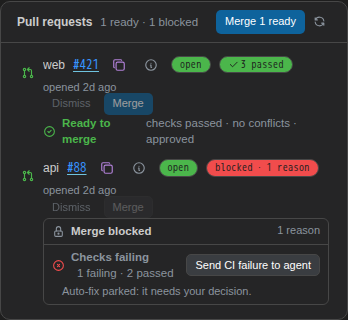 Pull requests 1 ready · 1 blocked Merge 1 ready
web #421 open ✓ 3 passed
opened 2d ago
Dismiss Merge
Ready to merge checks passed · no conflicts · approved
api #88 open blocked · 1 reason
opened 2d ago
Dismiss Merge
Merge blocked 1 reason
Checks failing
1 failing · 2 passed Send CI failure to agent
Auto-fix parked: it needs your decision.